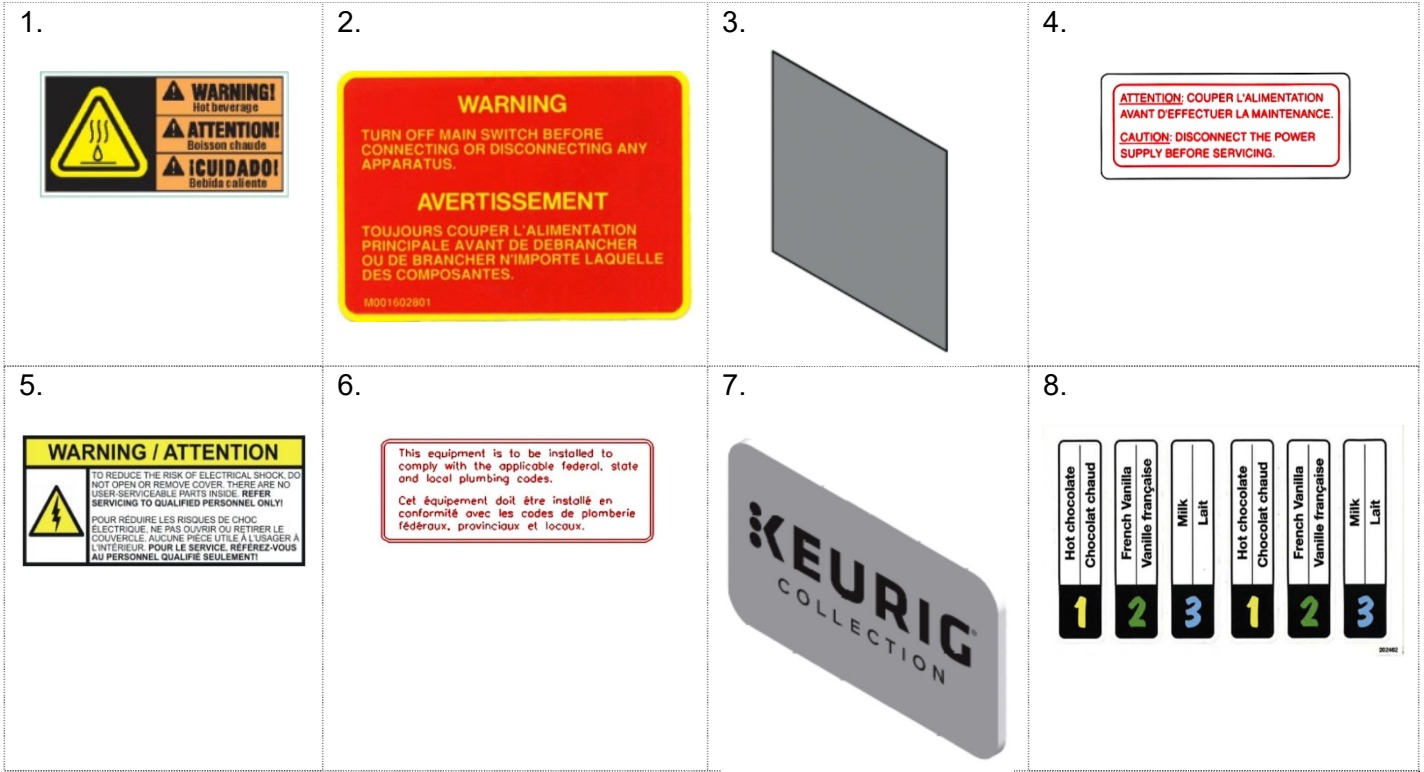 1.
WARNING!
Hot beverage
ATTENTION!
Boisson chaude
¡CUIDADO!
Bebida caliente
2.
WARNING
TURN OFF MAIN SWITCH BEFORE
CONNECTING OR DISCONNECTING ANY
APPARATUS.
AVERTISSEMENT
TOUJOURS COUPER L'ALIMENTATION
PRINCIPALE AVANT DE DEBRANCHER
OU DE BRANCHER N'IMPORTE LAQUELLE
DES COMPOSANTES.
M001602801
3.
4.
ATTENTION: COUPER L'ALIMENTATION
AVANT D'EFFECTUER LA MAINTENANCE.
CAUTION: DISCONNECT THE POWER
SUPPLY BEFORE SERVICING.
5.
WARNING / ATTENTION
TO REDUCE THE RISK OF ELECTRICAL SHOCK, DO
NOT OPEN OR REMOVE COVER. THERE ARE NO
USER-SERVICEABLE PARTS INSIDE. REFER
SERVICING TO QUALIFIED PERSONNEL ONLY!
POUR RÉDUIRE LES RISQUES DE CHOC
ÉLECTRIQUE, NE PAS OUVRIR OU RETIRER LE
COUVERCLE. AUCUNE PIÈCE UTILE À L'USAGER À
L'INTÉRIEUR. POUR LE SERVICE, RÉFÉREZ-VOUS
AU PERSONNEL QUALIFIÉ SEULEMENT!
6.
This equipment is to be installed to
comply with the applicable federal, state
and local plumbing codes.
Cet équipement doit être installé en
conformité avec les codes de plomberie
fédéraux, provinciaux et locaux.
7.
KEURIG
COLLECTION
8.
Hot chocolate
Chocolat chaud
1
French Vanilla
Vanille française
2
Milk
Lait
3
Hot chocolate
Chocolat chaud
1
French Vanilla
Vanille française
2
Milk
Lait
3
202462